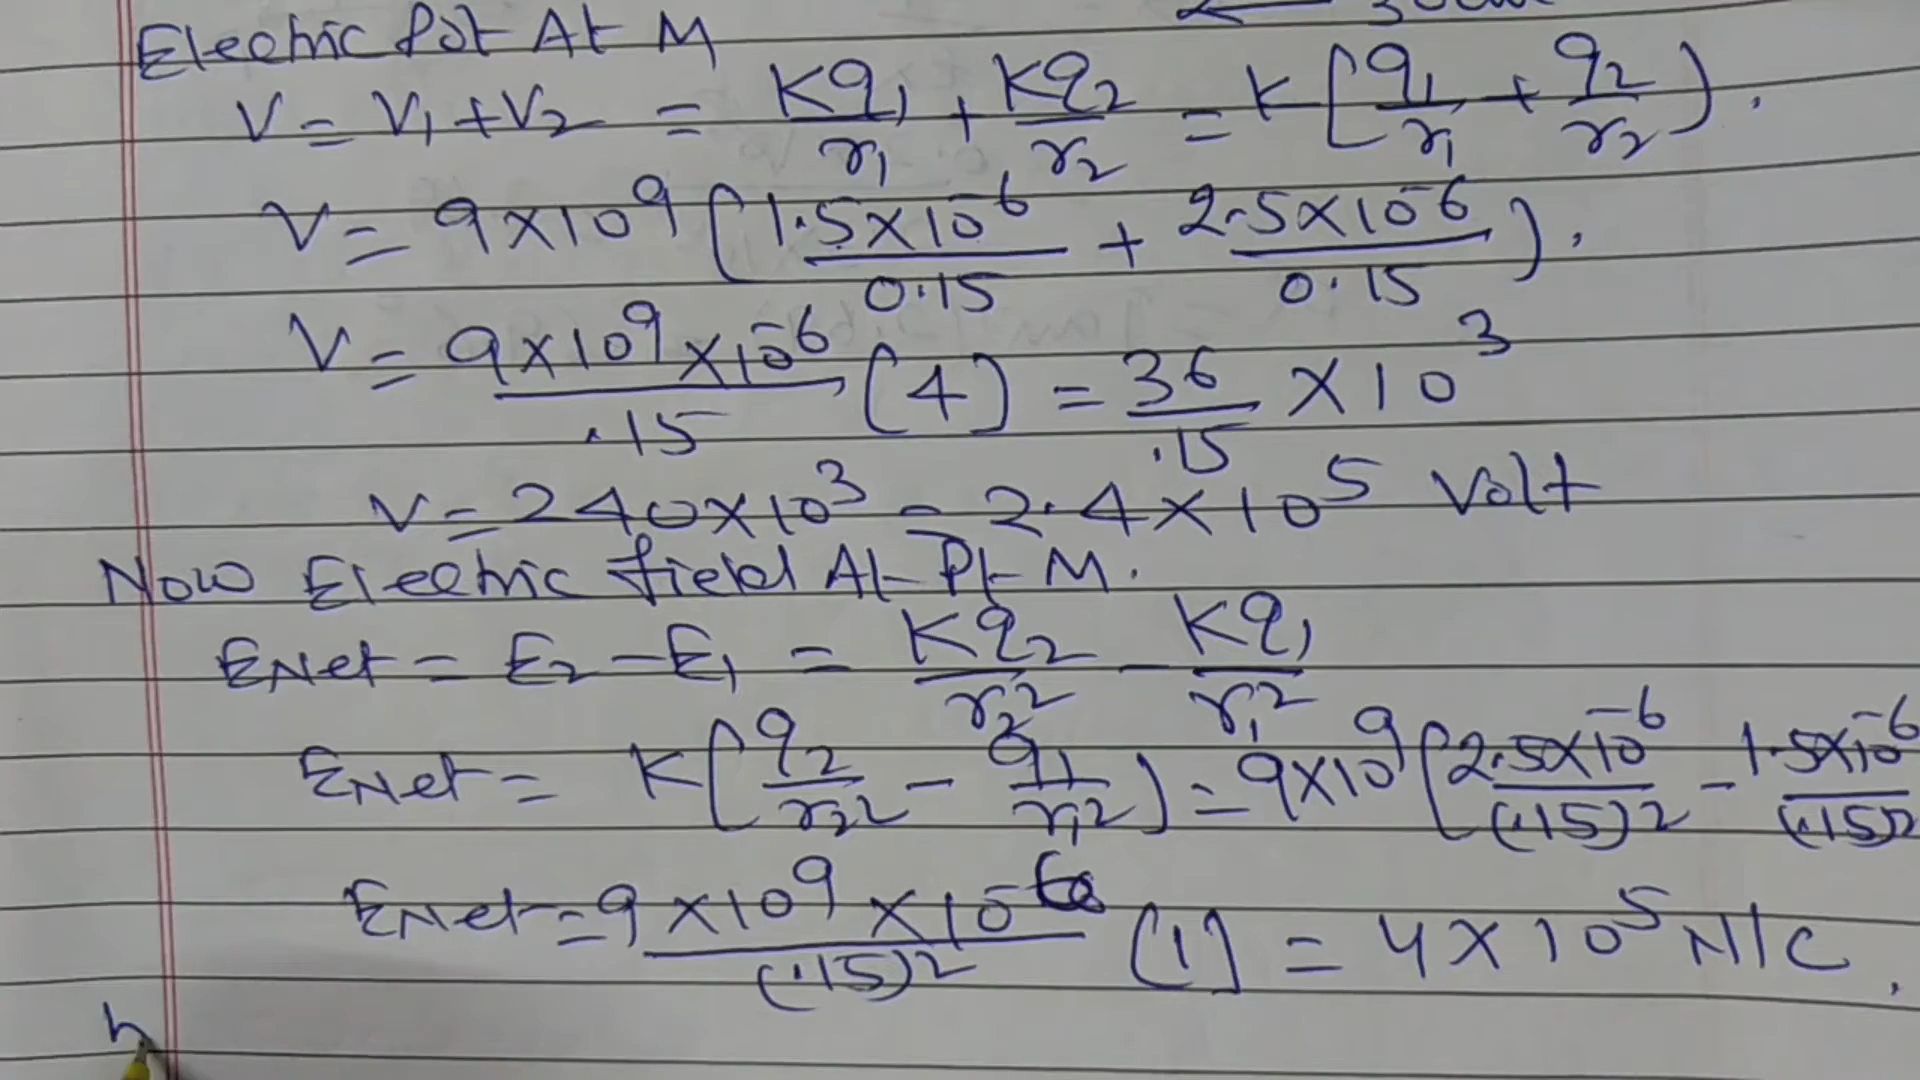 Electric Pot At M
V = V₁ + V₂ = Kq₁/r₁ + Kq₂/r₂ = K[q₁/r₁ + q₂/r₂).
V = 9×10⁹ [1.5×10⁻⁶/0.15 + 2.5×10⁻⁶/0.15).
V = 9×10⁹×10⁻⁶/.15 [4] = 36/.15 × 10³
V = 240×10³ = 2.4×10⁵ Volt
Now Electric field At Pt M.
ENet = E₂ - E₁ = Kq₂/r₂² - Kq₁/r₁²
ENet = K[q₂/r₂² - q₁/r₁²] = 9×10⁹[2.5×10⁻⁶/(.15)² - 1.5×10⁻⁶/(.15)²
ENet = 9×10⁹×10⁻⁶/(.15)² [1] = 4×10⁵ N/C.